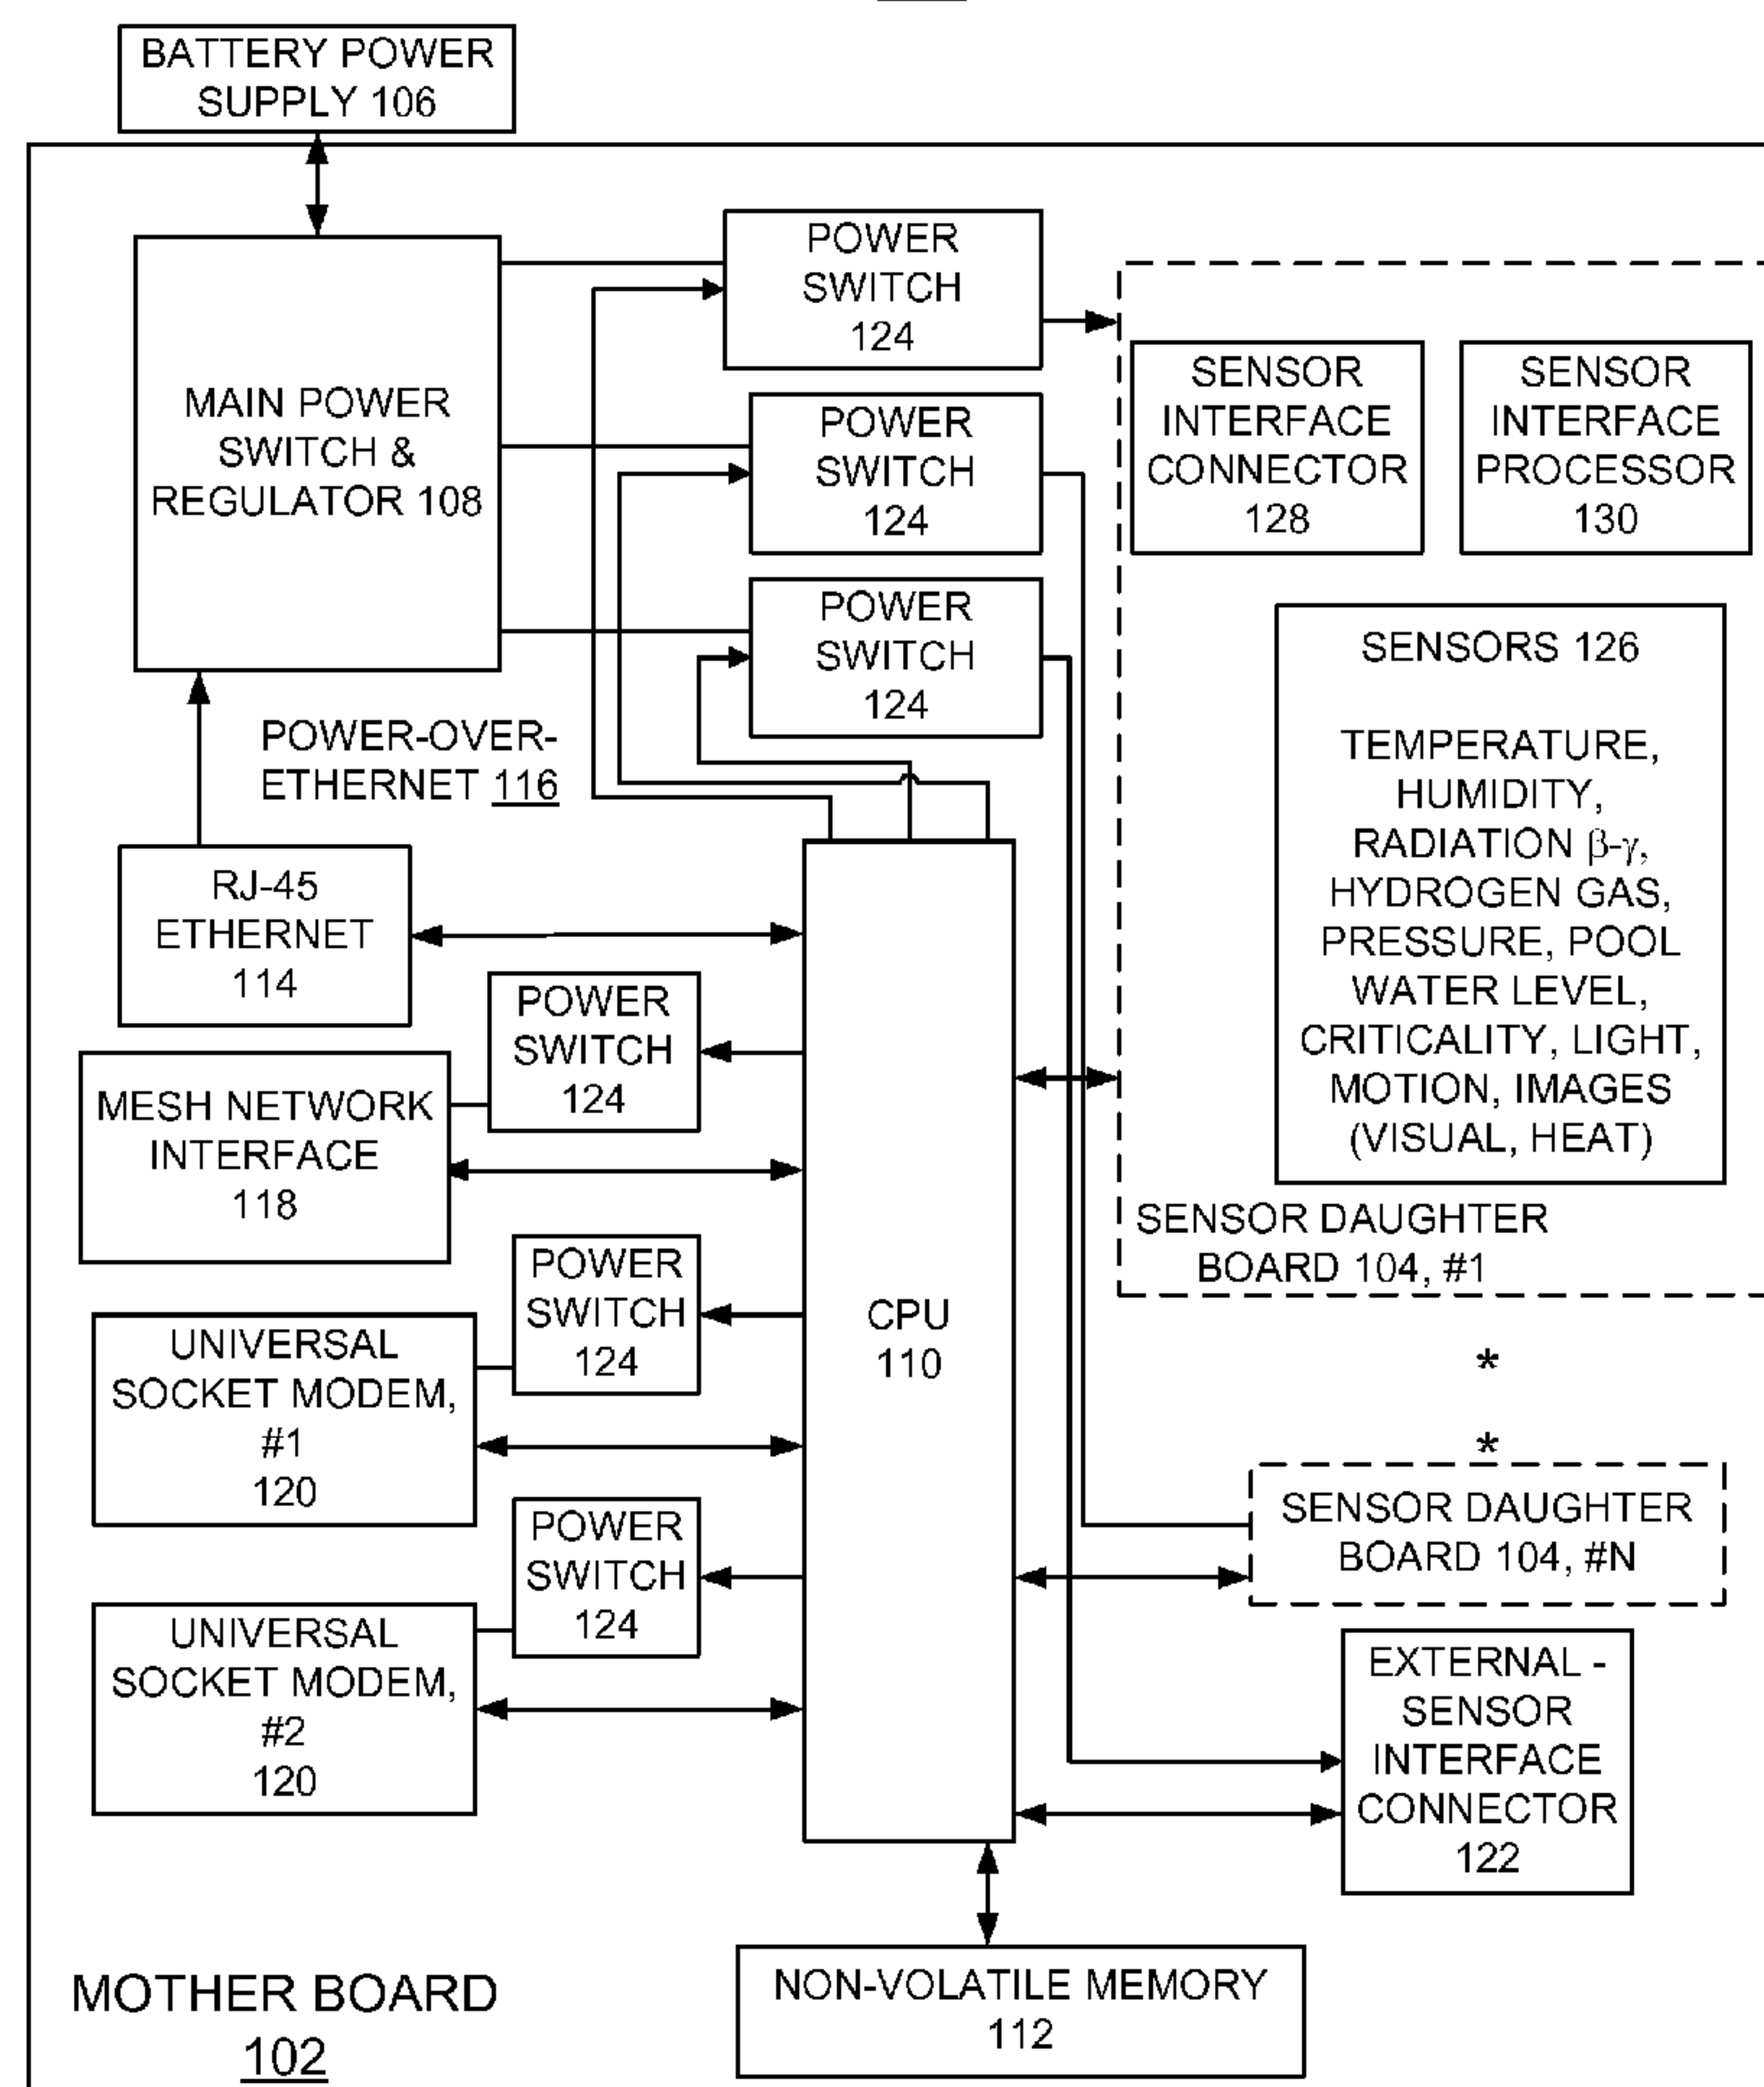 BATTERY POWER
SUPPLY 106
MAIN POWER
SWITCH &
REGULATOR 108
POWER
SWITCH
124
POWER
SWITCH
124
POWER
SWITCH
124
SENSOR
INTERFACE
CONNECTOR
128
SENSOR
INTERFACE
PROCESSOR
130
SENSORS 126
TEMPERATURE,
HUMIDITY,
RADIATION β-γ,
HYDROGEN GAS,
PRESSURE, POOL
WATER LEVEL,
CRITICALITY, LIGHT,
MOTION, IMAGES
(VISUAL, HEAT)
SENSOR DAUGHTER
BOARD 104, #1
POWER-OVER-
ETHERNET 116
RJ-45
ETHERNET
114
POWER
SWITCH
124
MESH NETWORK
INTERFACE
118
POWER
SWITCH
124
UNIVERSAL
SOCKET MODEM,
#1
120
POWER
SWITCH
124
UNIVERSAL
SOCKET MODEM,
#2
120
CPU
110
*
*
SENSOR DAUGHTER
BOARD 104, #N
EXTERNAL -
SENSOR
INTERFACE
CONNECTOR
122
NON-VOLATILE MEMORY
112
MOTHER BOARD
102